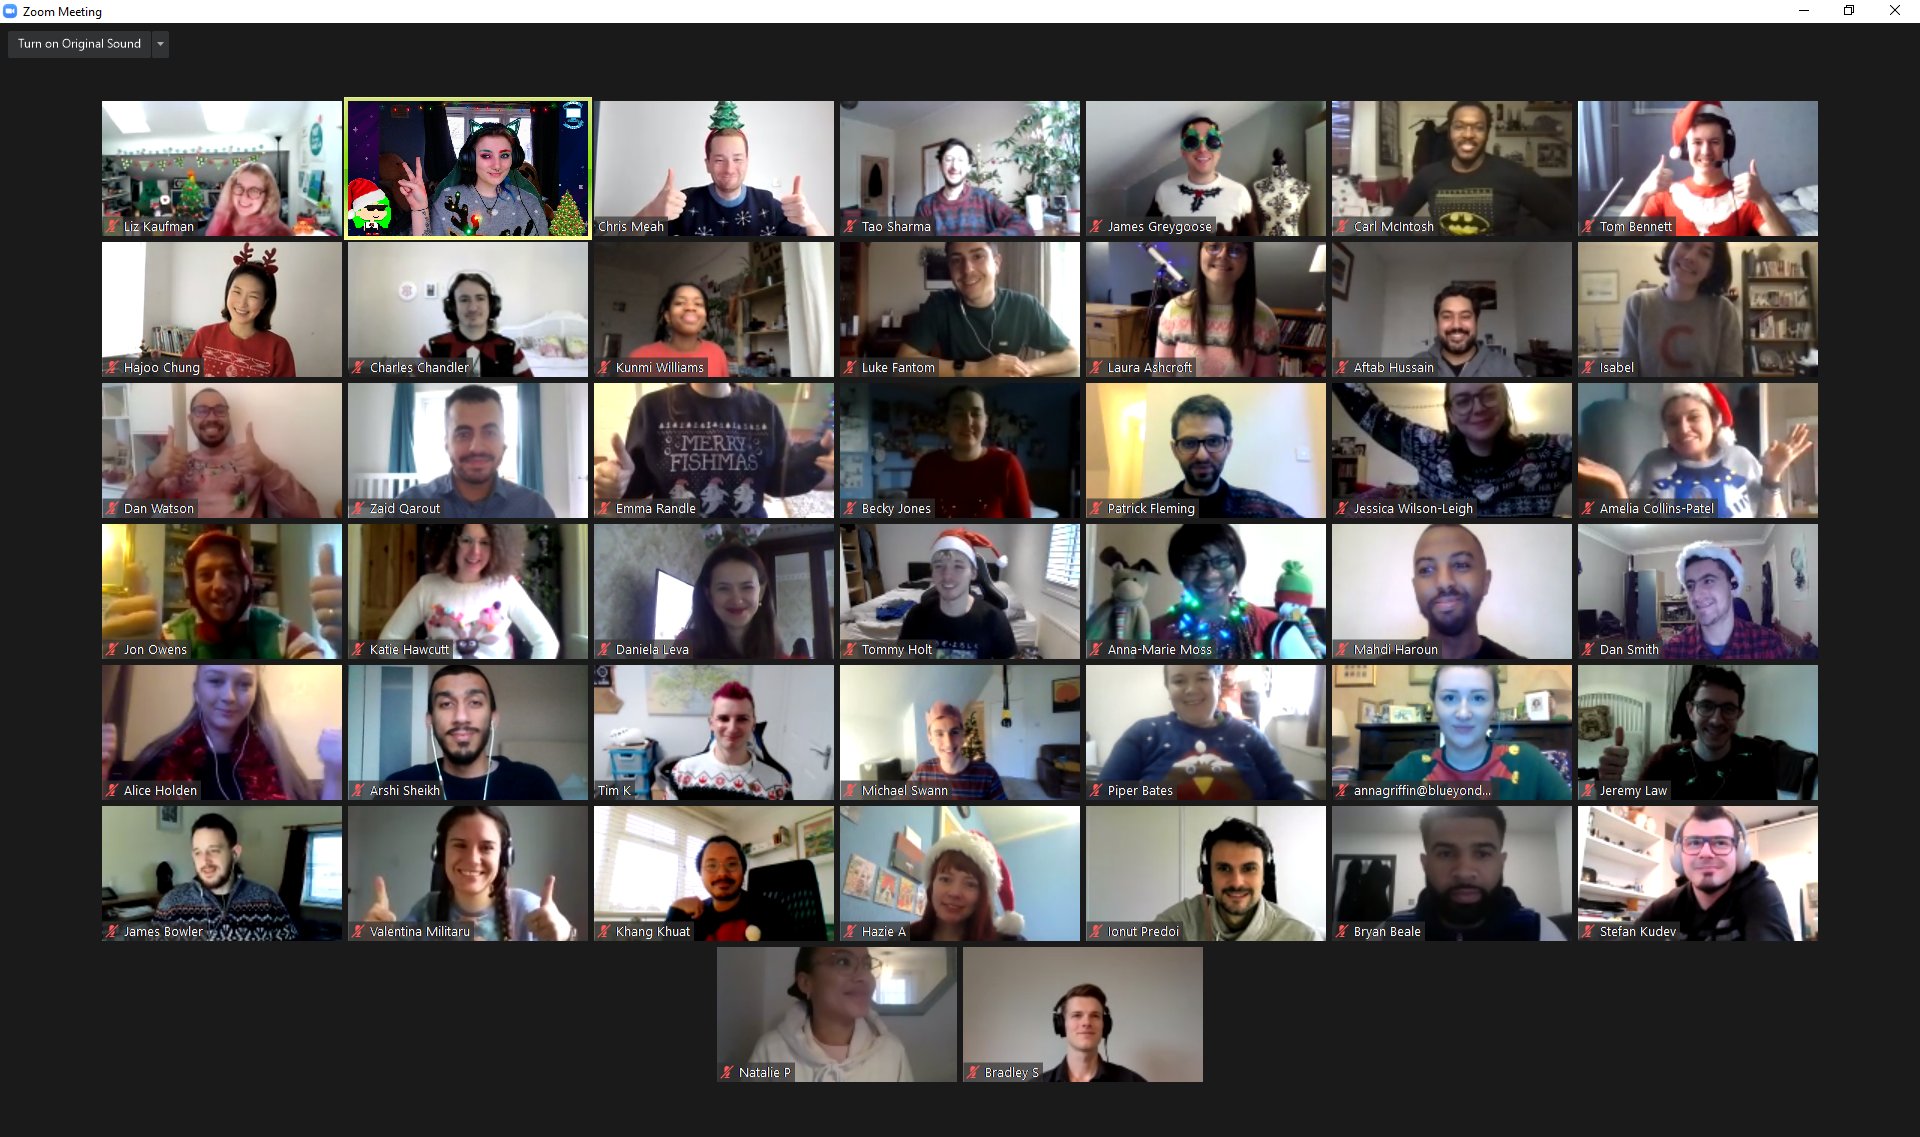 Zoom Meeting
Turn on Original Sound
Liz Kaufman
Chris Meah
Tao Sharma
James Greygoose
Carl McIntosh
Tom Bennett
Hajoo Chung
Charles Chandler
Kunmi Williams
Luke Fantom
Laura Ashcroft
Aftab Hussain
C
Isabel
Dan Watson
Zaid Qarout
MERRY
FISHMAS
Emma Randle
Becky Jones
Patrick Fleming
Jessica Wilson-Leigh
Amelia Collins-Patel
Jon Owens
Katie Hawcutt
Daniela Leva
Tommy Holt
Anna-Marie Moss
Mahdi Haroun
Dan Smith
Alice Holden
Arshi Sheikh
Tim K
Michael Swann
Piper Bates
annagriffin@blueyond...
Jeremy Law
James Bowler
Valentina Militaru
Khang Khuat
Hazie A
Ionut Predoi
Bryan Beale
Stefan Kudev
Natalie P
Bradley S